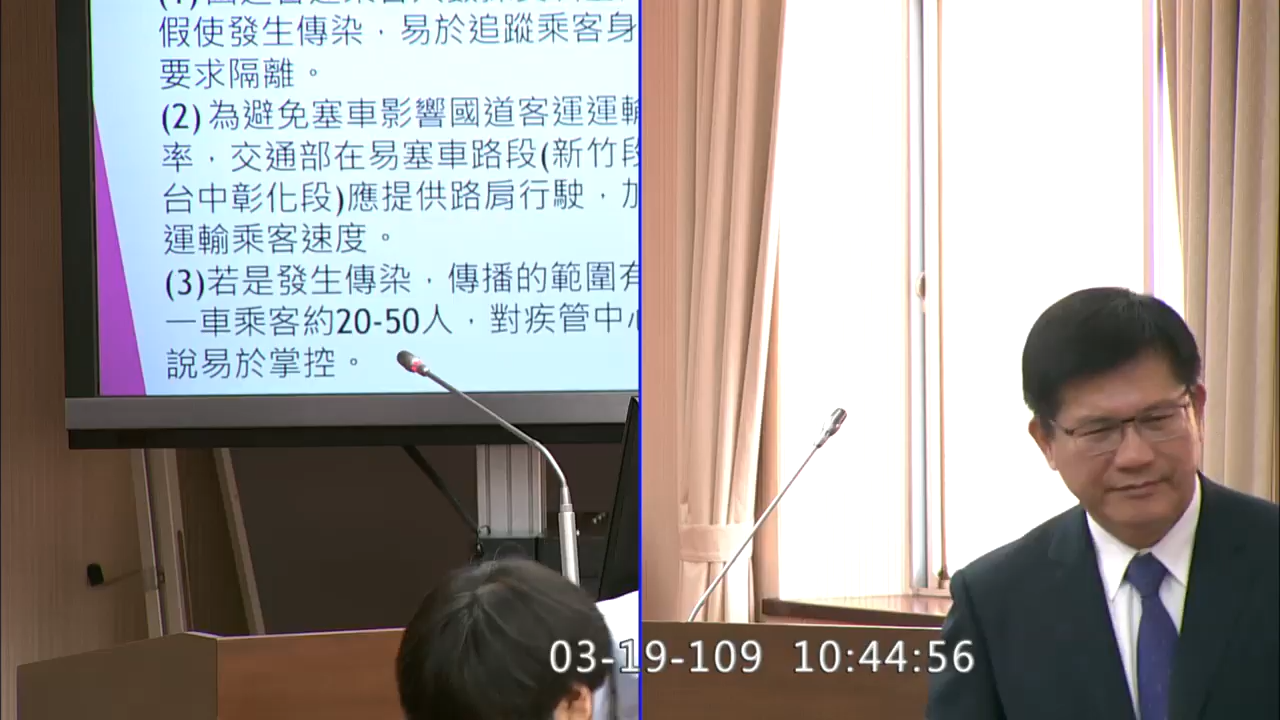 假使發生傳染，易於追蹤乘客身
要求隔離。
(2)為避免塞車影響國道客運運輸
率，交通部在易塞車路段(新竹段
台中彰化段)應提供路肩行駛，加
運輸乘客速度。
(3)若是發生傳染，傳播的範圍有
一車乘客約20-50人，對疾管中心
說易於掌控。
03-19-109 10:44:56